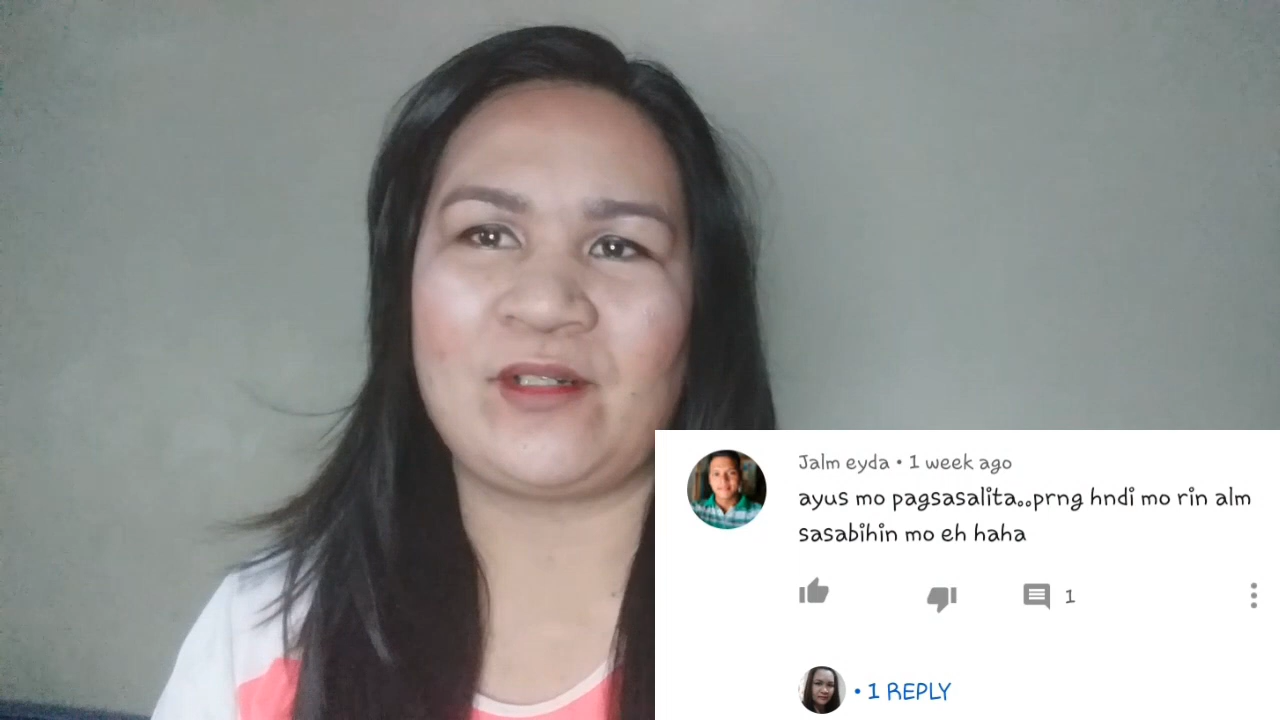 Jalm eyda • 1 week ago
ayus mo pagsasalita..prng hndi mo rin alm
sasabihin mo eh haha
1
• 1 REPLY